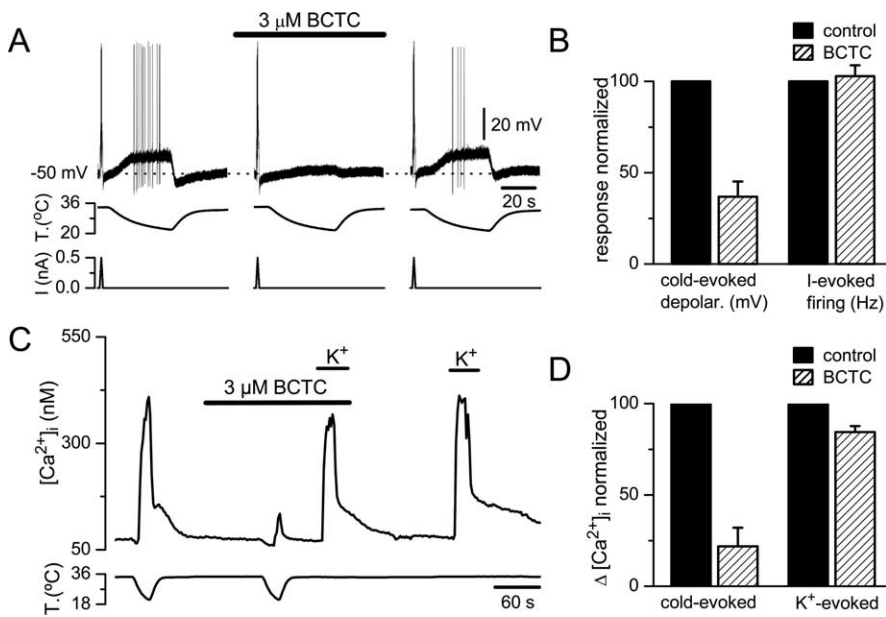 A
3 µM BCTC
20 mV
-50 mV
20 s
36
20
T.(ºC)
0.5
0.0
I (nA)
B
control
BCTC
100
50
0
response normalized
cold-evoked depolar. (mV)
I-evoked firing (Hz)
C
550
300
50
[Ca²⁺]ᵢ (nM)
K⁺
K⁺
3 µM BCTC
36
18
T.(ºC)
60 s
D
control
BCTC
100
50
0
Δ [Ca²⁺]ᵢ normalized
cold-evoked
K⁺-evoked